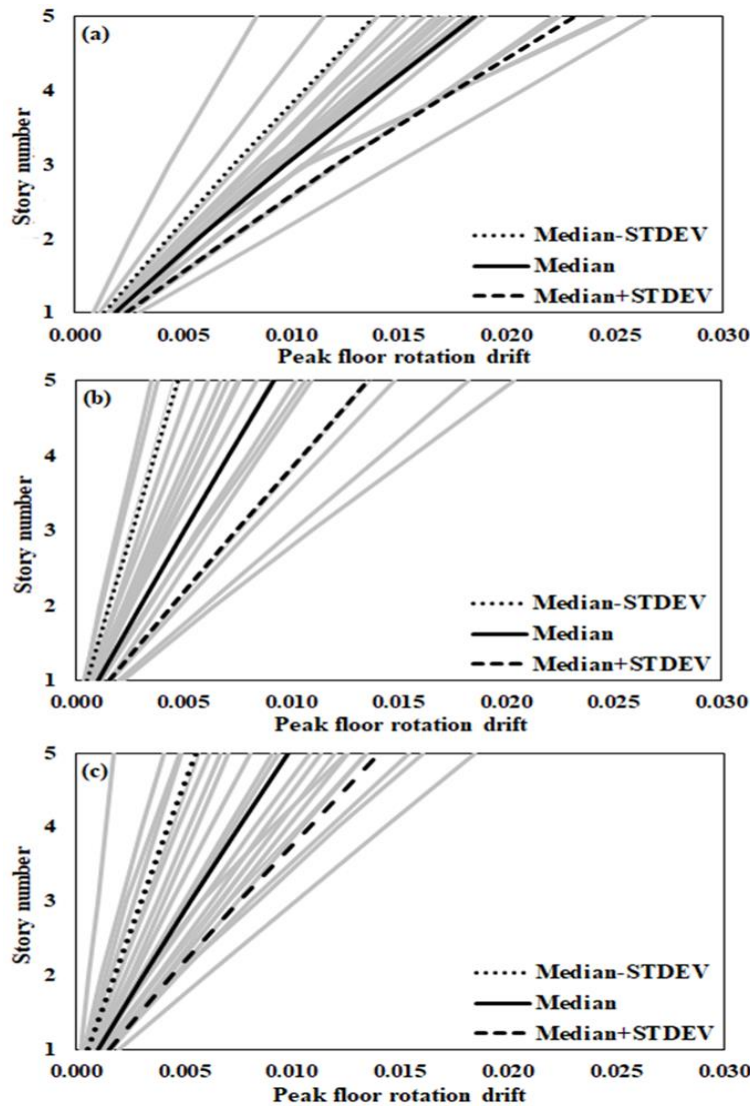 5
(a)
4
Story number
3
2
Median-STDEV
Median
Median+STDEV
1
0.000 0.005 0.010 0.015 0.020 0.025 0.030
Peak floor rotation drift
5
(b)
4
Story number
3
2
Median-STDEV
Median
Median+STDEV
1
0.000 0.005 0.010 0.015 0.020 0.025 0.030
Peak floor rotation drift
5
(c)
4
Story number
3
2
Median-STDEV
Median
Median+STDEV
1
0.000 0.005 0.010 0.015 0.020 0.025 0.030
Peak floor rotation drift